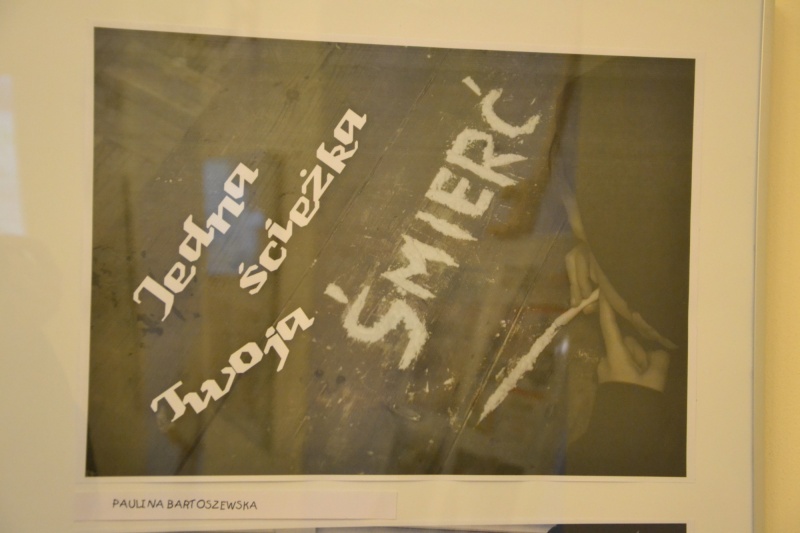 Jedna
ścieżka
Twoja
ŚMIERĆ
PAULINA BARTOSZEWSKA